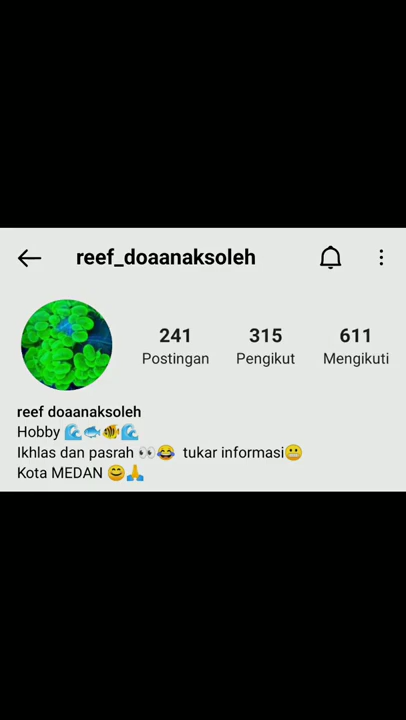 reef_doaanaksoleh
241 315 611
Postingan Pengikut Mengikuti
reef doaanaksoleh
Hobby 🌊🐟🐠🌊
Ikhlas dan pasrah 👀😂 tukar informasi😬
Kota MEDAN 😊🙏